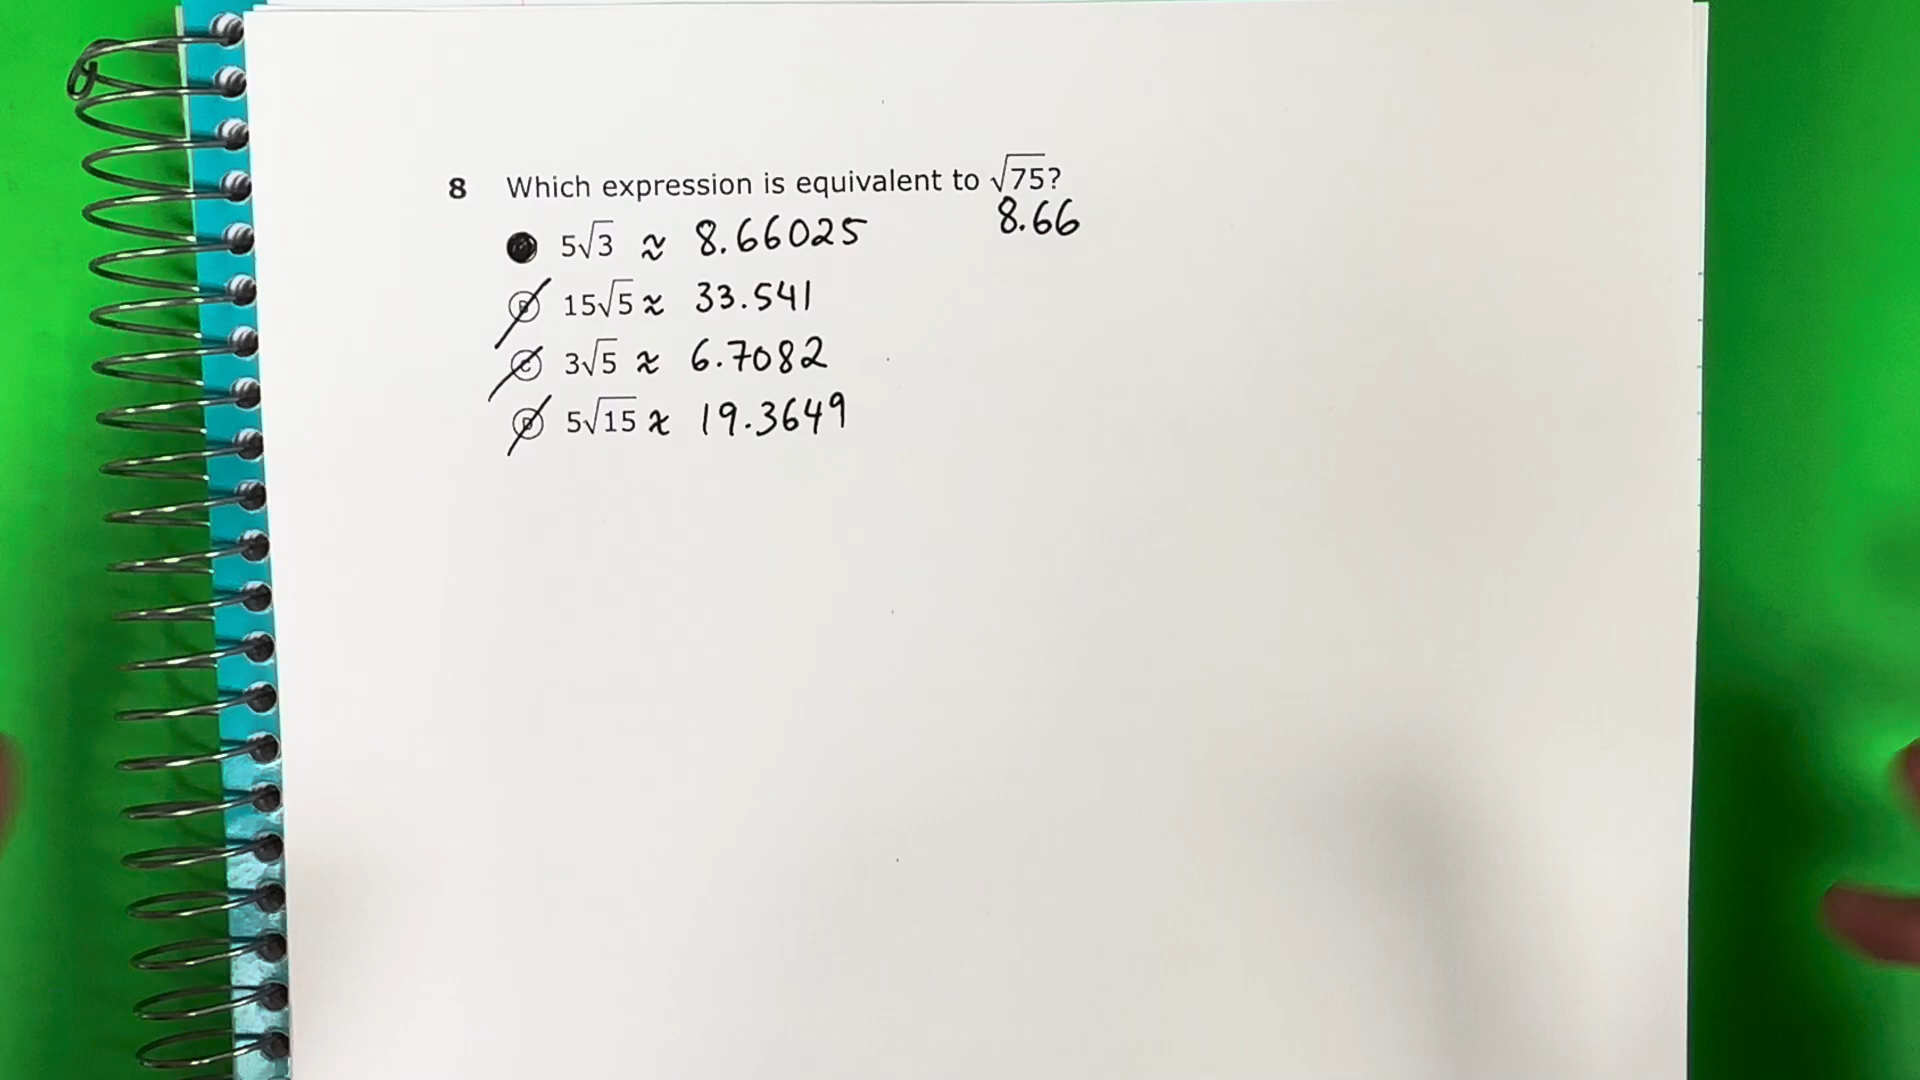 8 Which expression is equivalent to √75?
8.66
5√3 ≈ 8.66025
B 15√5 ≈ 33.541
C 3√5 ≈ 6.7082
D 5√15 ≈ 19.3649